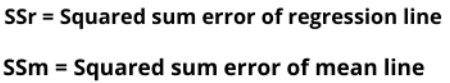 SSr = Squared sum error of regression line
SSm = Squared sum error of mean line